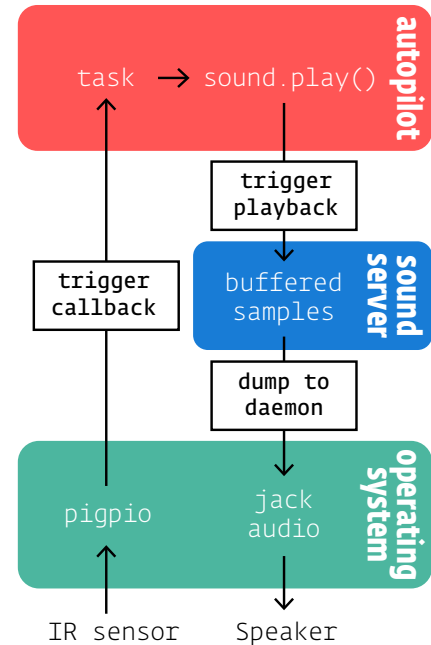 autopilot
task
sound.play()
trigger
playback
sound
server
trigger
callback
buffered
samples
dump to
daemon
operating
system
pigpio
jack
audio
IR sensor
Speaker